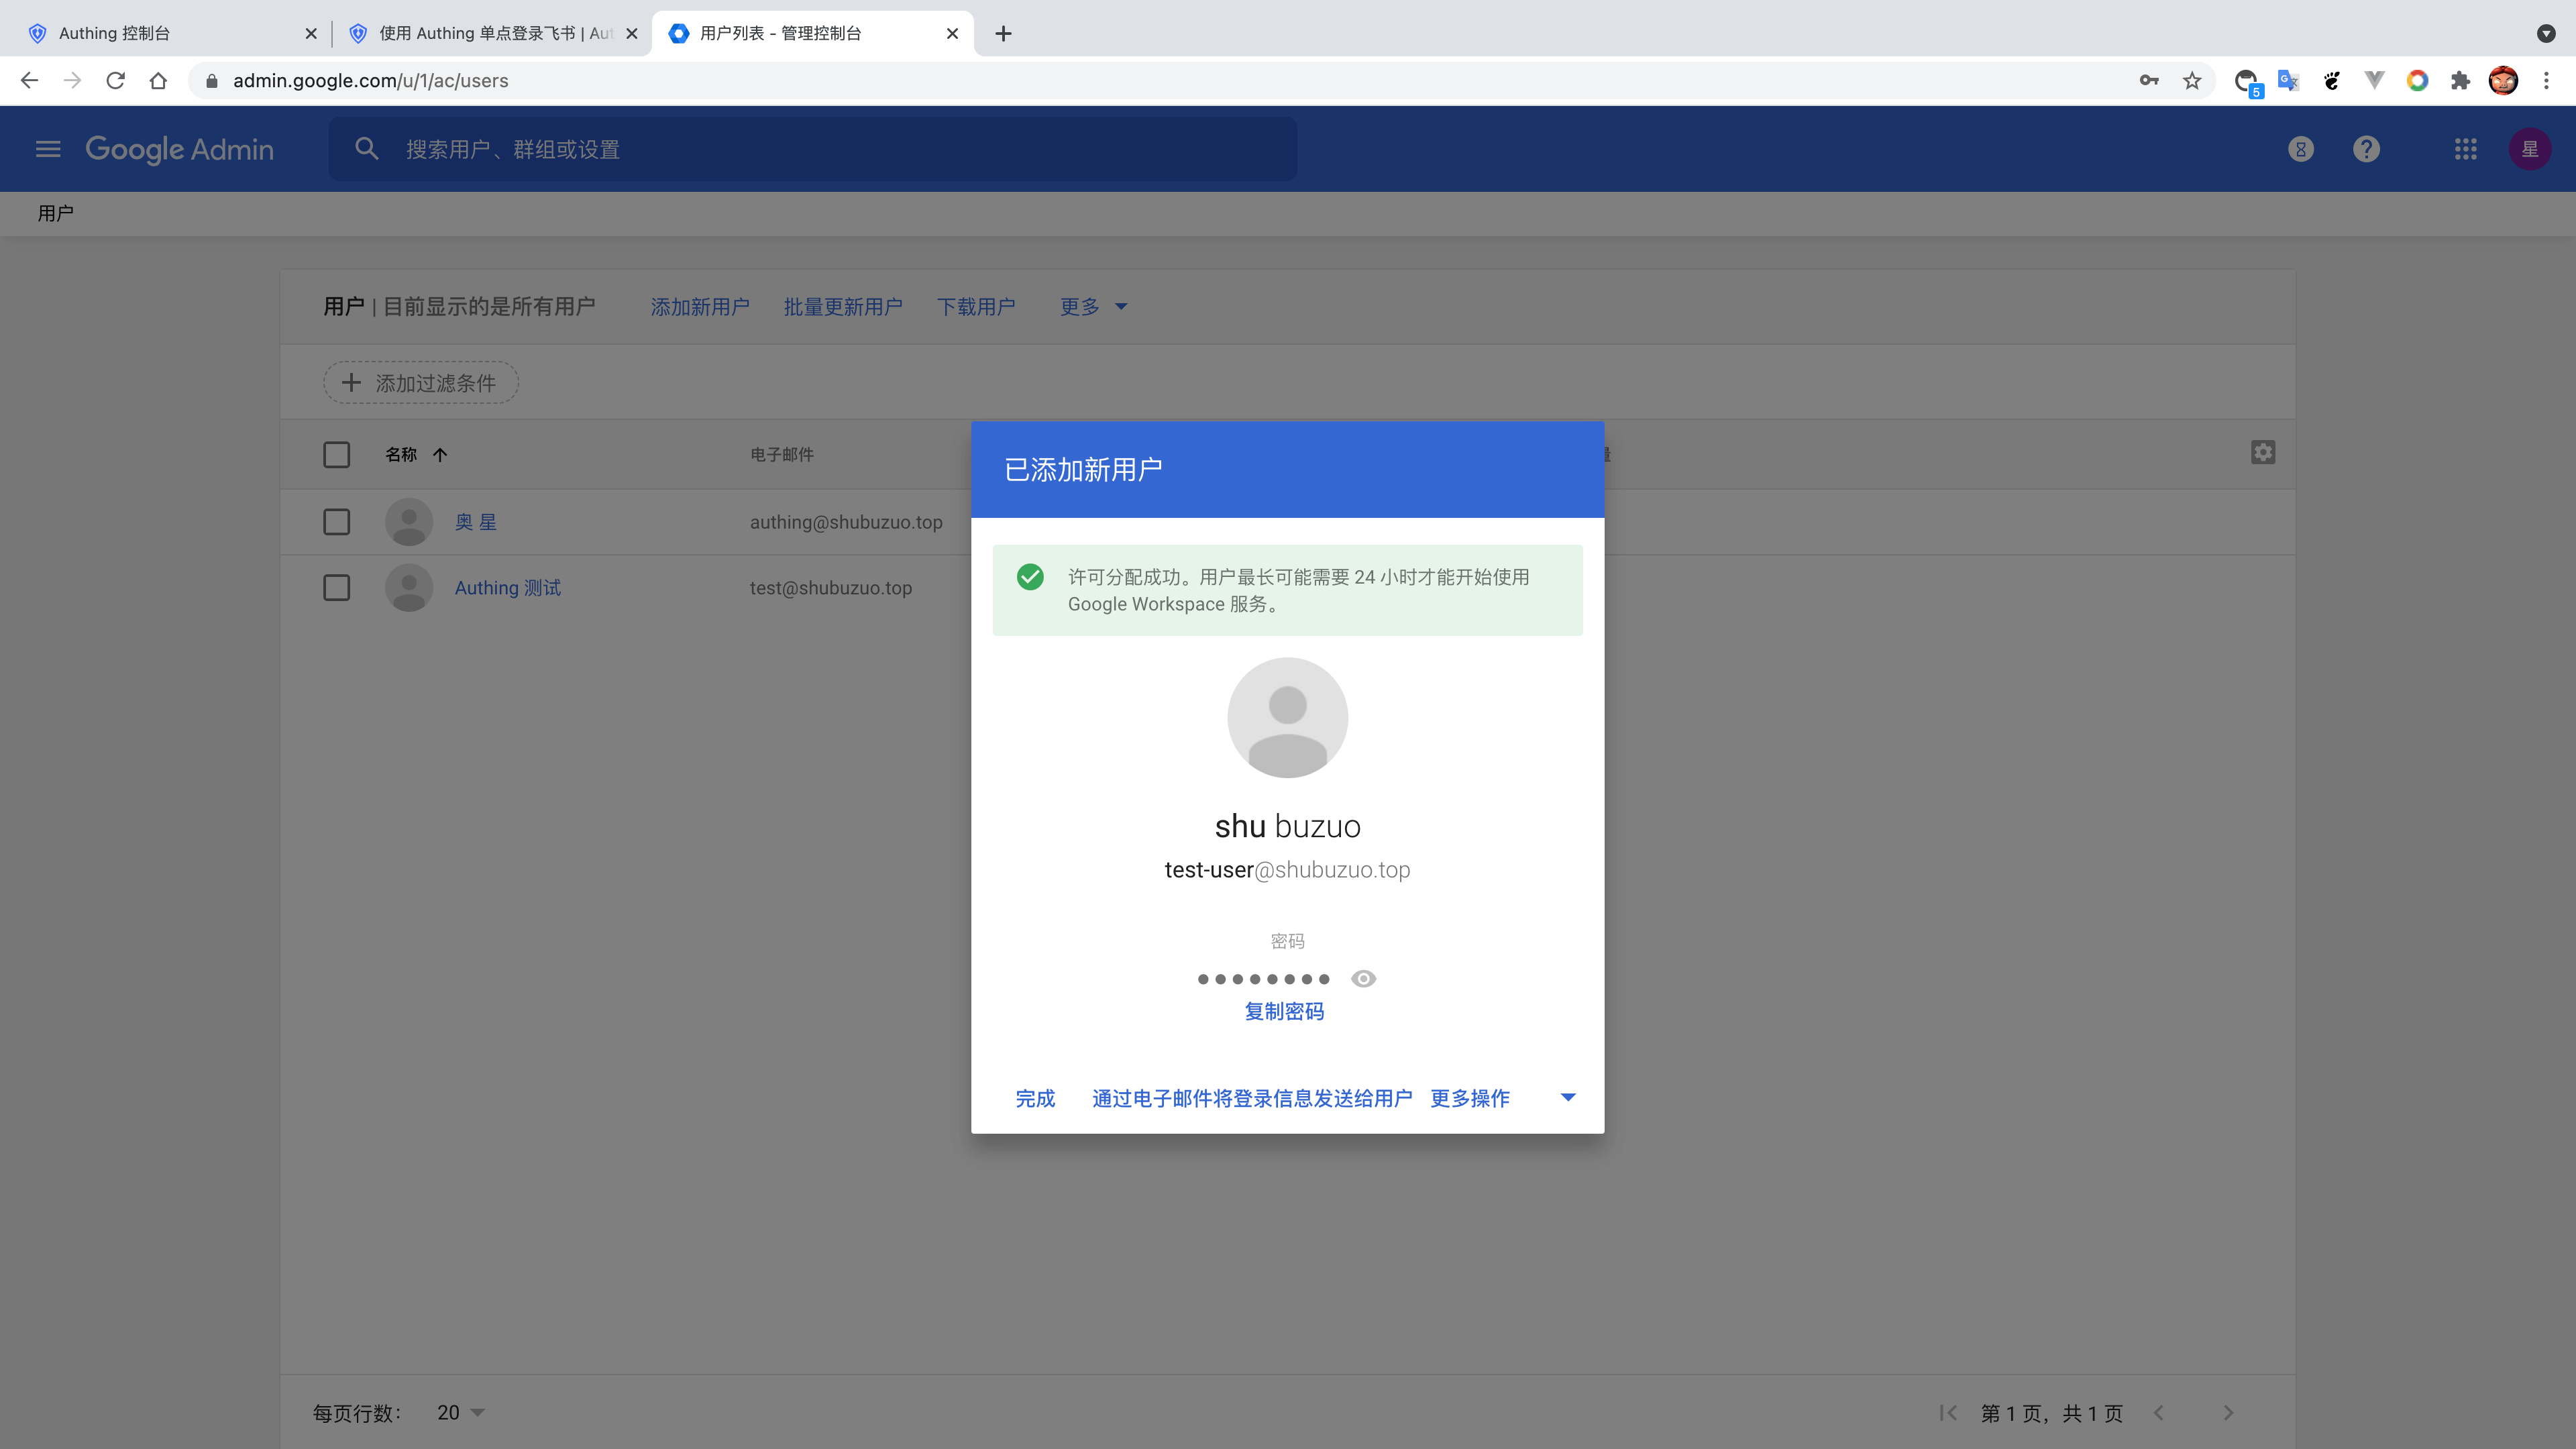 Authing 控制台
使用 Authing 单点登录飞书 | Aut
用户列表 - 管理控制台
admin.google.com/u/1/ac/users
5
Google Admin
搜索用户、群组或设置
星
用户
用户 | 目前显示的是所有用户
添加新用户
批量更新用户
下载用户
更多
添加过滤条件
名称
电子邮件
奥 星
authing@shubuzuo.top
Authing 测试
test@shubuzuo.top
已添加新用户
许可分配成功。用户最长可能需要 24 小时才能开始使用
Google Workspace 服务。
shu buzuo
test-user@shubuzuo.top
密码
复制密码
完成
通过电子邮件将登录信息发送给用户
更多操作
每页行数：
20
第 1 页，共 1 页